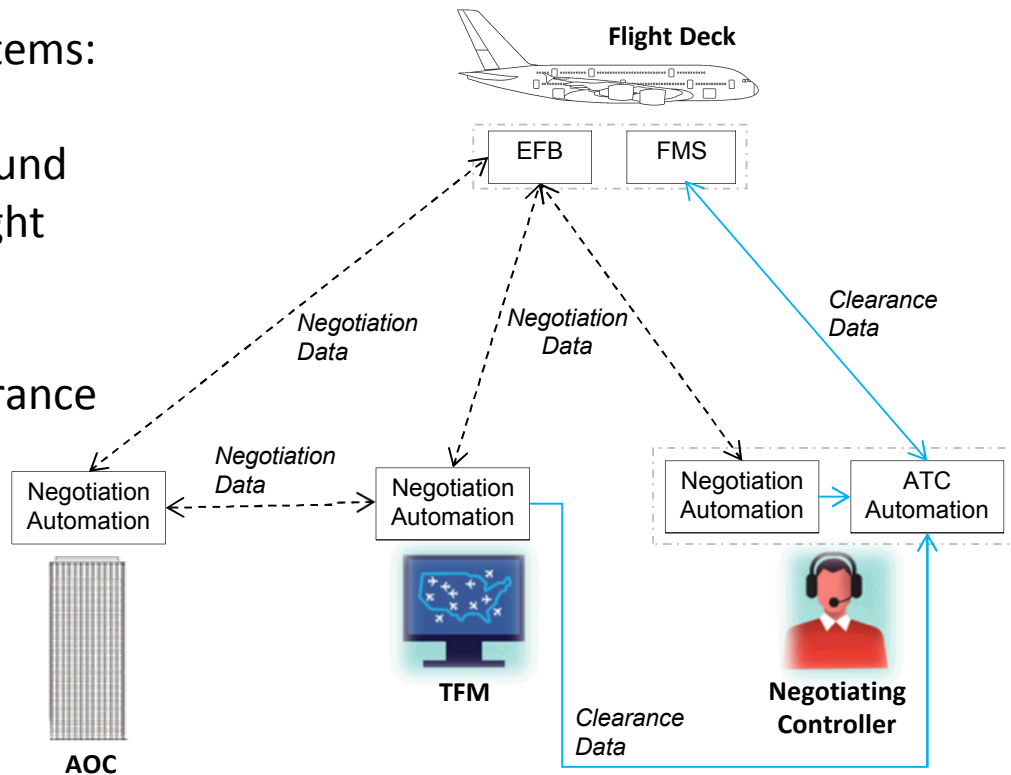 tems:
und
ght
rance
Flight Deck
EFB
FMS
Negotiation
Data
Negotiation
Data
Clearance
Data
Negotiation
Data
Negotiation
Automation
Negotiation
Automation
Negotiation
Automation
ATC
Automation
AOC
TFM
Negotiating
Controller
Clearance
Data